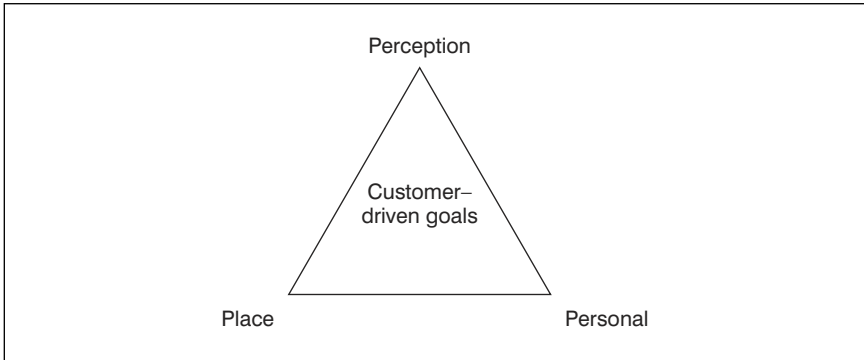 Perception
Customer–
driven goals
Place
Personal